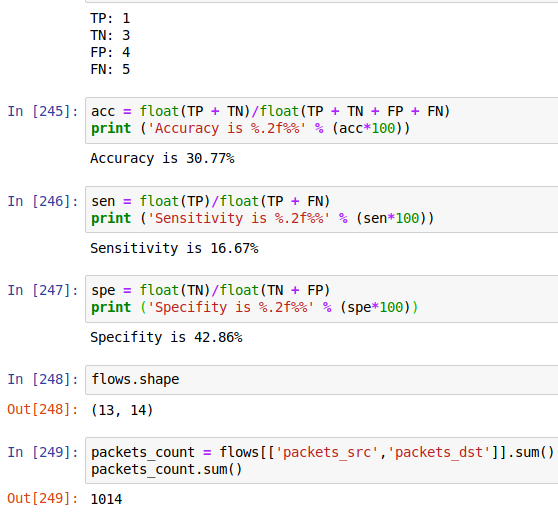 TP: 1
TN: 3
FP: 4
FN: 5
In [245]: acc = float(TP + TN)/float(TP + TN + FP + FN)
print ('Accuracy is %.2f%%' % (acc*100))
Accuracy is 30.77%
In [246]: sen = float(TP)/float(TP + FN)
print ('Sensitivity is %.2f%%' % (sen*100))
Sensitivity is 16.67%
In [247]: spe = float(TN)/float(TN + FP)
print ('Specifity is %.2f%%' % (spe*100))
Specifity is 42.86%
In [248]: flows.shape
Out[248]: (13, 14)
In [249]: packets_count = flows[['packets_src','packets_dst']].sum()
packets_count.sum()
Out[249]: 1014